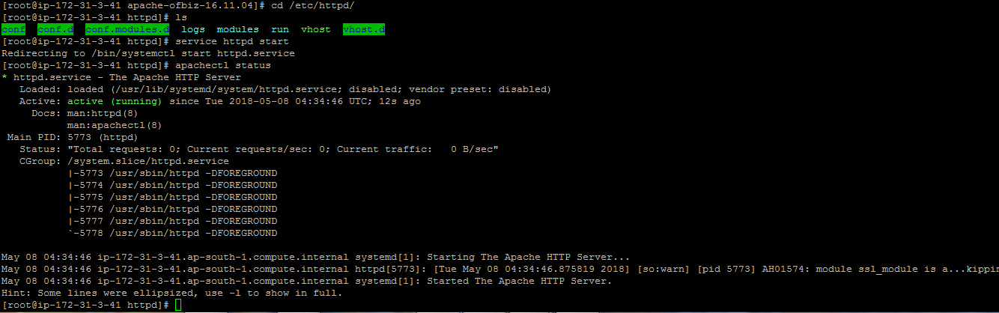 [root@ip-172-31-3-41 apache-ofbiz-16.11.04]# cd /etc/httpd/
[root@ip-172-31-3-41 httpd]# ls
conf  conf.d  conf.modules.d  logs  modules  run  vhost  vhost.d
[root@ip-172-31-3-41 httpd]# service httpd start
Redirecting to /bin/systemctl start httpd.service
[root@ip-172-31-3-41 httpd]# apachectl status
* httpd.service - The Apache HTTP Server
   Loaded: loaded (/usr/lib/systemd/system/httpd.service; disabled; vendor preset: disabled)
   Active: active (running) since Tue 2018-05-08 04:34:46 UTC; 12s ago
     Docs: man:httpd(8)
           man:apachectl(8)
 Main PID: 5773 (httpd)
   Status: "Total requests: 0; Current requests/sec: 0; Current traffic:   0 B/sec"
   CGroup: /system.slice/httpd.service
           |-5773 /usr/sbin/httpd -DFOREGROUND
           |-5774 /usr/sbin/httpd -DFOREGROUND
           |-5775 /usr/sbin/httpd -DFOREGROUND
           |-5776 /usr/sbin/httpd -DFOREGROUND
           |-5777 /usr/sbin/httpd -DFOREGROUND
           `-5778 /usr/sbin/httpd -DFOREGROUND
May 08 04:34:46 ip-172-31-3-41.ap-south-1.compute.internal systemd[1]: Starting The Apache HTTP Server...
May 08 04:34:46 ip-172-31-3-41.ap-south-1.compute.internal httpd[5773]: [Tue May 08 04:34:46.875819 2018] [so:warn] [pid 5773] AH01574: module ssl_module is a...kippin
May 08 04:34:46 ip-172-31-3-41.ap-south-1.compute.internal systemd[1]: Started The Apache HTTP Server.
Hint: Some lines were ellipsized, use -l to show in full.
[root@ip-172-31-3-41 httpd]#